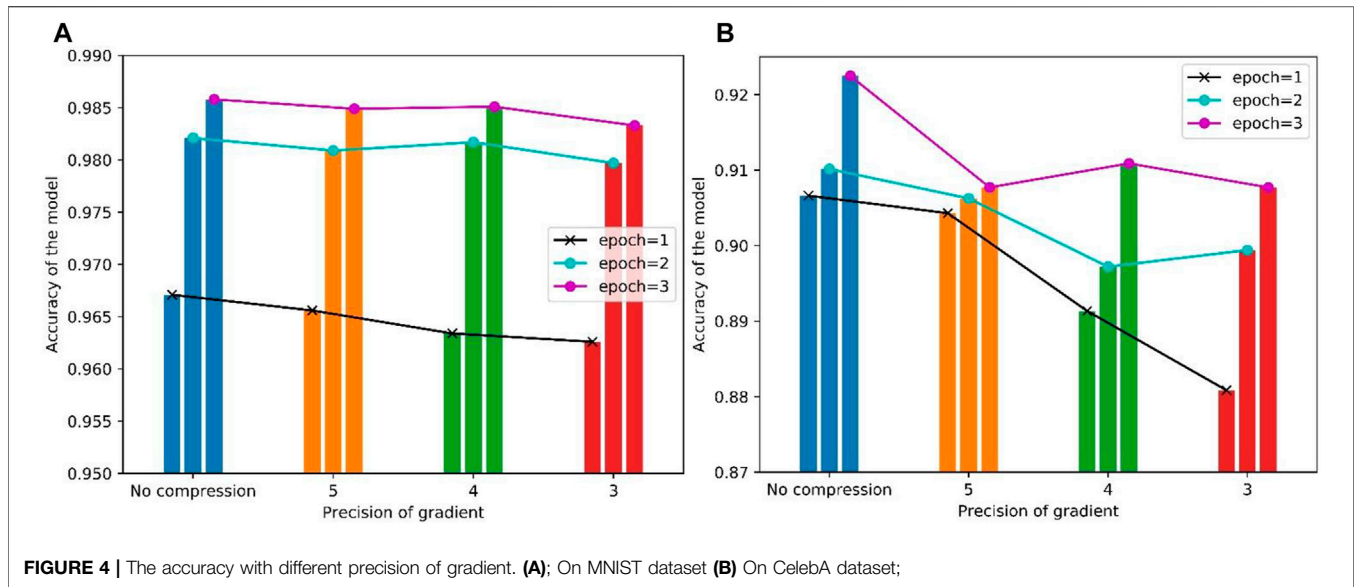 A
0.990
0.985
0.980
0.975
0.970
0.965
0.960
0.955
0.950
Accuracy of the model
epoch=1
epoch=2
epoch=3
No compression 5 4 3
Precision of gradient
B
0.92
0.91
0.90
0.89
0.88
0.87
Accuracy of the model
epoch=1
epoch=2
epoch=3
No compression 5 4 3
Precision of gradient
FIGURE 4 | The accuracy with different precision of gradient. (A); On MNIST dataset (B) On CelebA dataset;